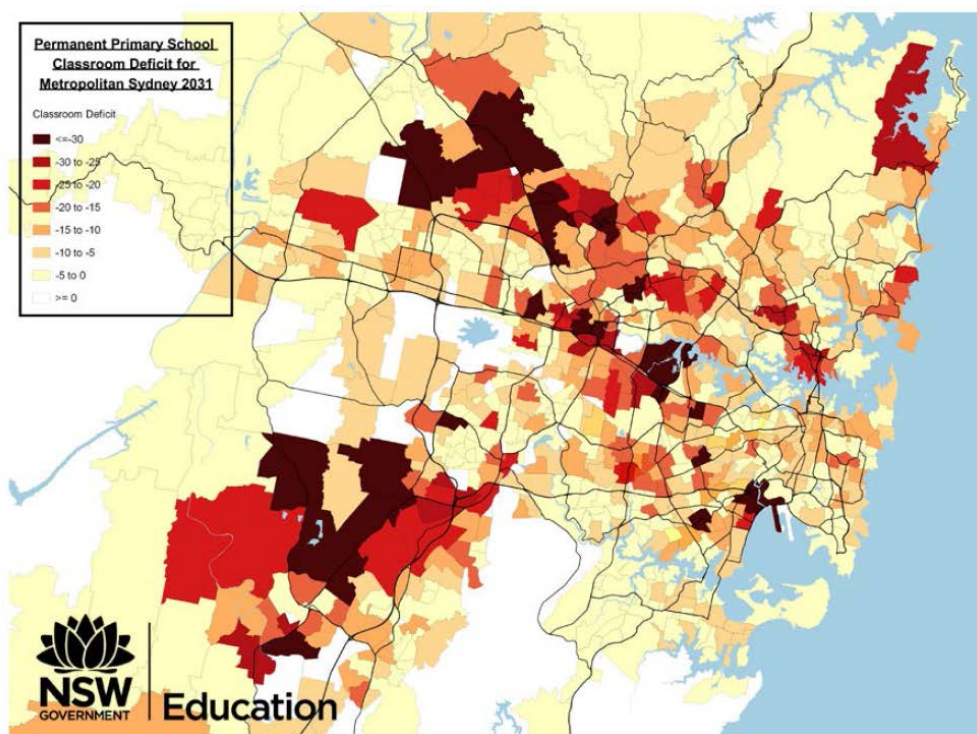 Permanent Primary School
Classroom Deficit for
Metropolitan Sydney 2031
Classroom Deficit
<=-30
-30 to -25
-25 to -20
-20 to -15
-15 to -10
-10 to -5
-5 to 0
>= 0
NSW
GOVERNMENT
Education